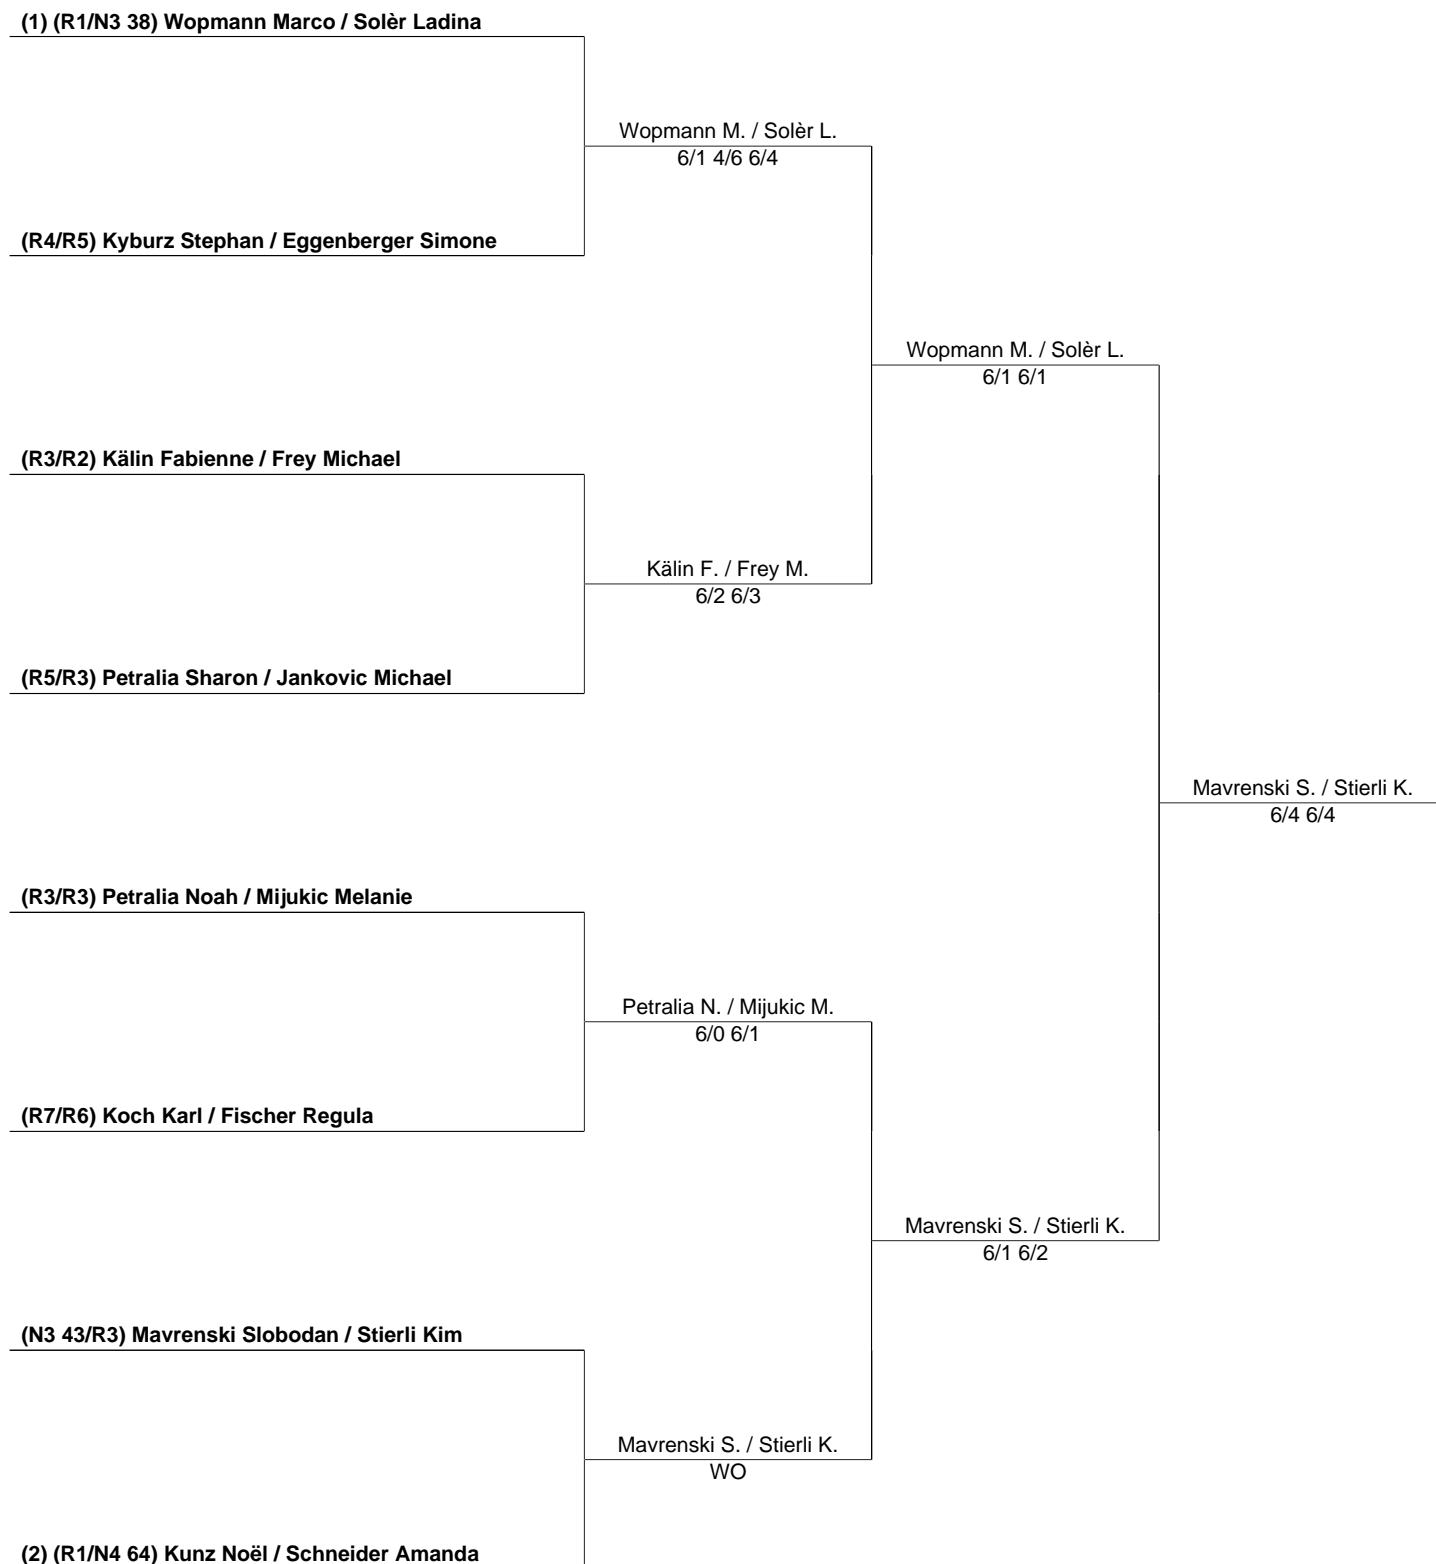 (1) (R1/N3 38) Wopmann Marco / Solèr Ladina
Wopmann M. / Solèr L.
6/1 4/6 6/4
(R4/R5) Kyburz Stephan / Eggenberger Simone
Wopmann M. / Solèr L.
6/1 6/1
(R3/R2) Kälin Fabienne / Frey Michael
Kälin F. / Frey M.
6/2 6/3
(R5/R3) Petralia Sharon / Jankovic Michael
Mavrenski S. / Stierli K.
6/4 6/4
(R3/R3) Petralia Noah / Mijukic Melanie
Petralia N. / Mijukic M.
6/0 6/1
(R7/R6) Koch Karl / Fischer Regula
Mavrenski S. / Stierli K.
6/1 6/2
(N3 43/R3) Mavrenski Slobodan / Stierli Kim
Mavrenski S. / Stierli K.
WO
(2) (R1/N4 64) Kunz Noël / Schneider Amanda